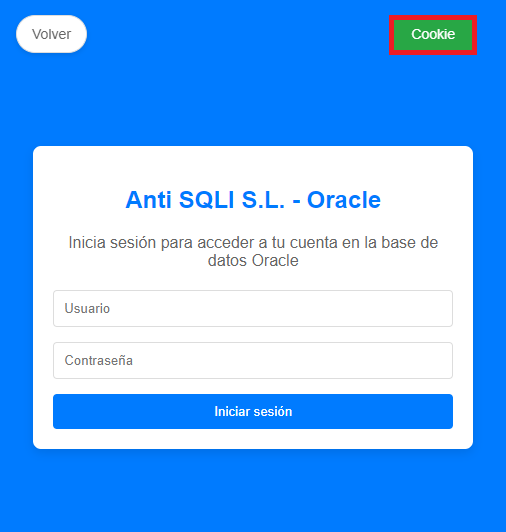 Volver
Cookie
Anti SQLI S.L. - Oracle
Inicia sesión para acceder a tu cuenta en la base de
datos Oracle
Usuario
Contraseña
Iniciar sesión